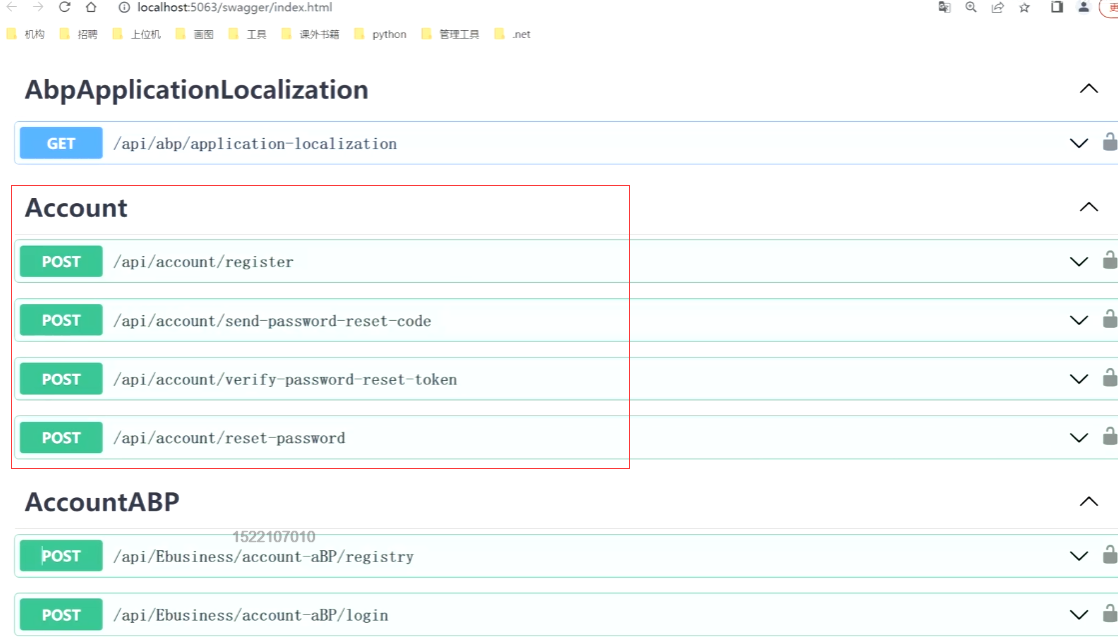 localhost:5063/swagger/index.html
机构 招聘 上位机 画图 工具 课外书籍 python 管理工具 .net
AbpApplicationLocalization
GET /api/abp/application-localization
Account
POST /api/account/register
POST /api/account/send-password-reset-code
POST /api/account/verify-password-reset-token
POST /api/account/reset-password
AccountABP
1522107010
POST /api/Ebusiness/account-aBP/registry
POST /api/Ebusiness/account-aBP/login